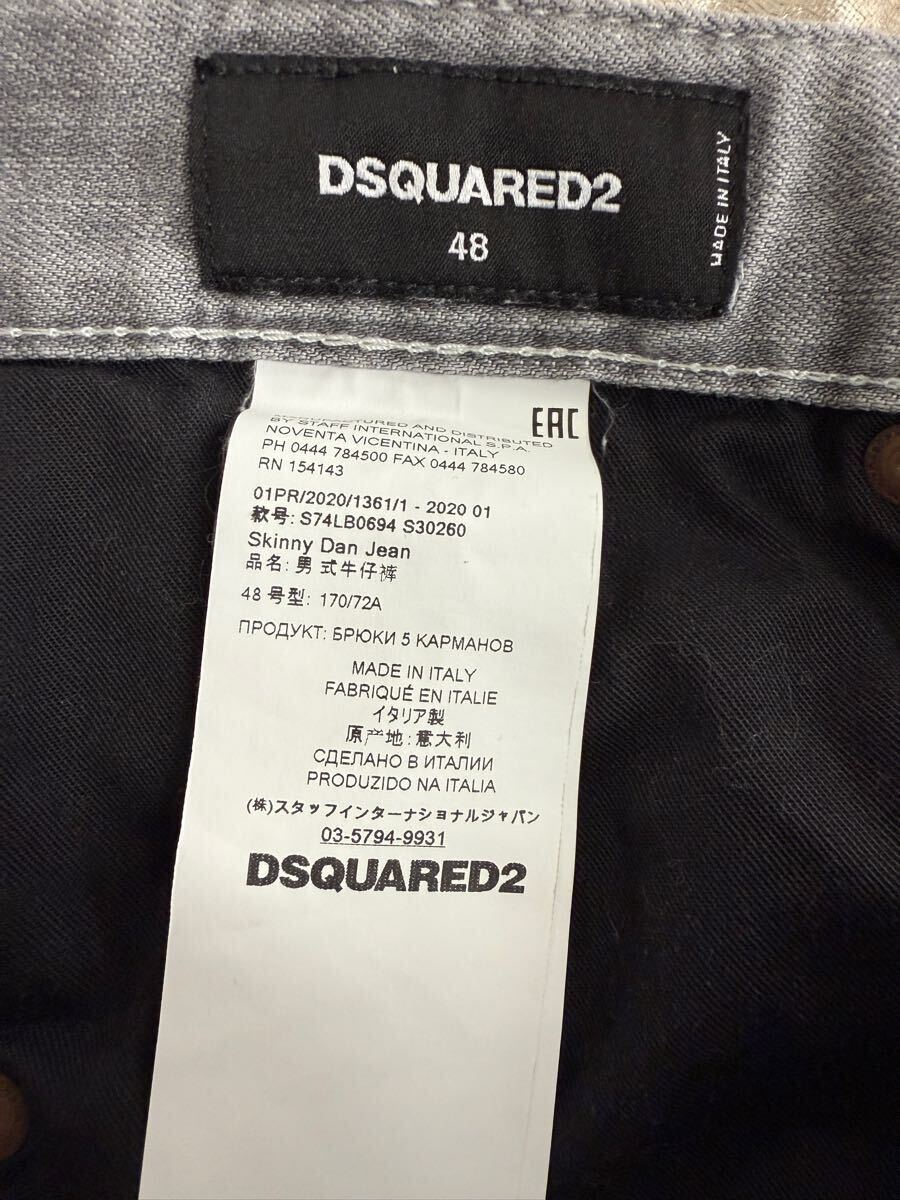 DSQUARED2
48
MADE IN ITALY
EAC
MANUFACTURED AND DISTRIBUTED
BY STAFF INTERNATIONAL S.P.A.
NOVENTA VICENTINA - ITALY
PH 0444 784500 FAX 0444 784580
RN 154143
01PR/2020/1361/1 - 2020 01
款号: S74LB0694 S30260
Skinny Dan Jean
品名: 男 式牛仔裤
48 号型: 170/72A
ПРОДУКТ: БРЮКИ 5 КАРМАНОВ
MADE IN ITALY
FABRIQUÉ EN ITALIE
イタリア製
原产地: 意大利
СДЕЛАНО В ИТАЛИИ
PRODUZIDO NA ITALIA
(株)スタッフインターナショナルジャパン
03-5794-9931
DSQUARED2